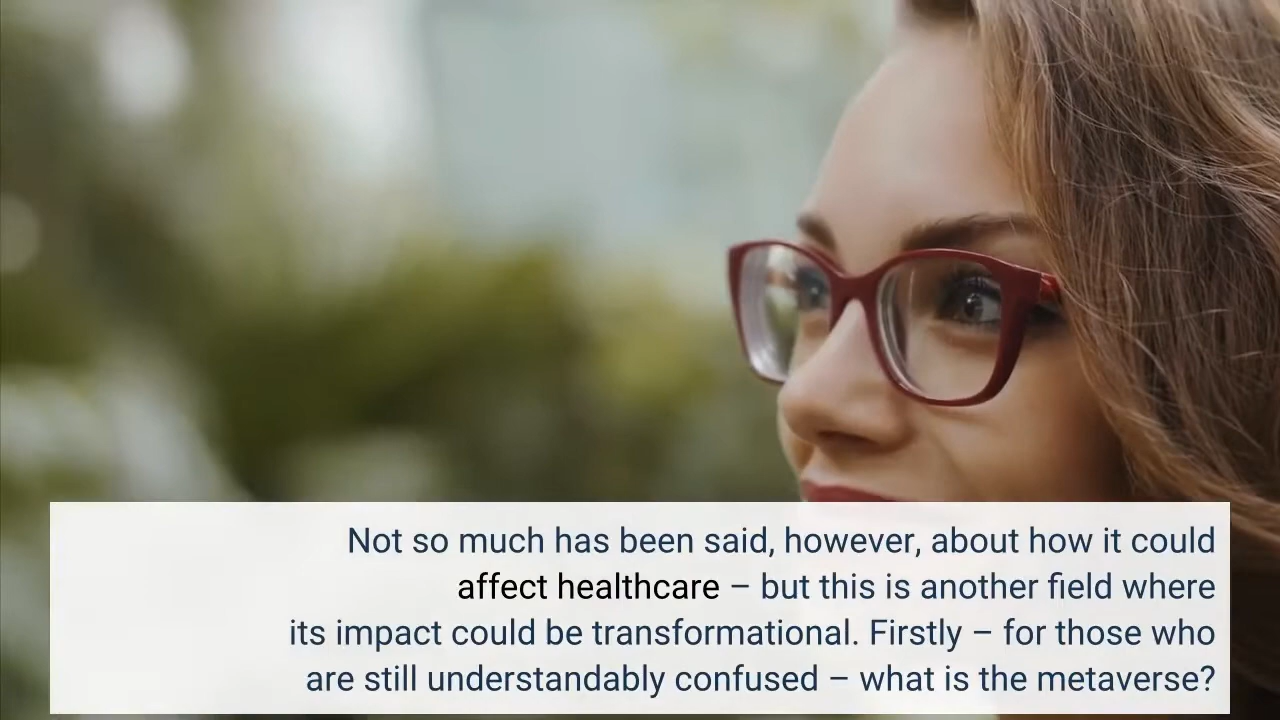 Not so much has been said, however, about how it could
affect healthcare – but this is another field where
its impact could be transformational. Firstly – for those who
are still understandably confused – what is the metaverse?